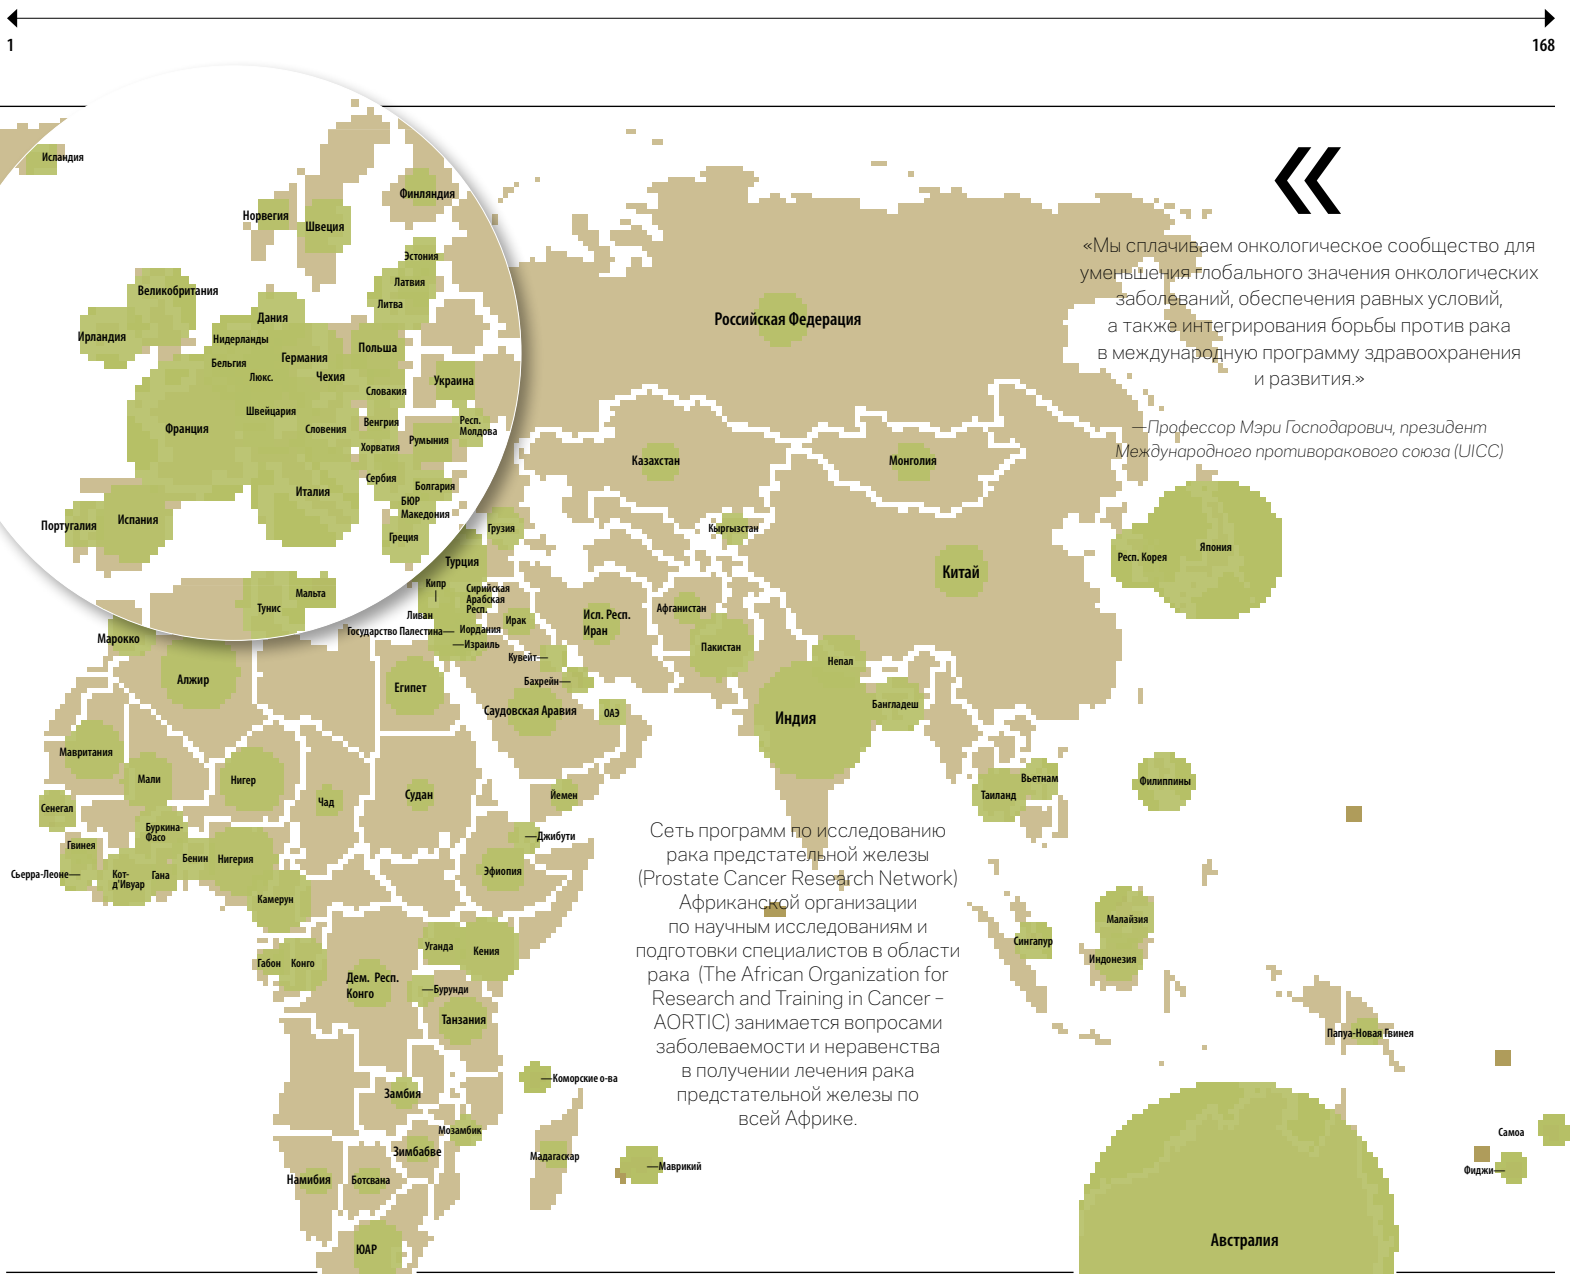 1
168
Исландия
Финляндия
Норвегия
Швеция
Эстония
Латвия
Литва
Великобритания
Дания
Ирландия
Нидерланды
Польша
Бельгия
Германия
Люкс.
Чехия
Украина
Словакия
Швейцария
Франция
Словения
Венгрия
Респ.
Молдова
Румыния
Хорватия
Сербия
Италия
Болгария
БЮР
Македония
Португалия
Испания
Греция
Тунис
Мальта
«
«Мы сплачиваем онкологическое сообщество для
уменьшения глобального значения онкологических
заболеваний, обеспечения равных условий,
а также интегрирования борьбы против рака
в международную программу здравоохранения
и развития.»
—Профессор Мэри Господарович, президент
Международного противоракового союза (UICC)
Российская Федерация
Казахстан
Монголия
Кыргызстан
Китай
Респ. Корея
Япония
Грузия
Турция
Кипр
Сирийская
Арабская
Респ.
Ливан
Государство Палестина—
Иордания
—Израиль
Ирак
Исл. Респ.
Иран
Афганистан
Пакистан
Кувейт—
Бахрейн—
Саудовская Аравия
ОАЭ
Непал
Индия
Бангладеш
Марокко
Алжир
Египет
Мавритания
Мали
Нигер
Чад
Судан
Йемен
Вьетнам
Таиланд
Филиппины
Сенегал
Буркина-
Фасо
Гвинея
—Джибути
Сьерра-Леоне—
Кот-
д'Ивуар
Гана
Бенин
Нигерия
Эфиопия
Камерун
Габон
Конго
Уганда
Кения
Дем. Респ.
Конго
—Бурунди
Танзания
Сеть программ по исследованию
рака предстательной железы
(Prostate Cancer Research Network)
Африканской организации
по научным исследованиям и
подготовки специалистов в области
рака (The African Organization for
Research and Training in Cancer –
AORTIC) занимается вопросами
заболеваемости и неравенства
в получении лечения рака
предстательной железы по
всей Африке.
Малайзия
Сингапур
Индонезия
Папуа-Новая Гвинея
—Коморские о-ва
Замбия
Мозамбик
Зимбабве
Мадагаскар
—Маврикий
Намибия
Ботсвана
ЮАР
Самоа
Фиджи—
Австралия